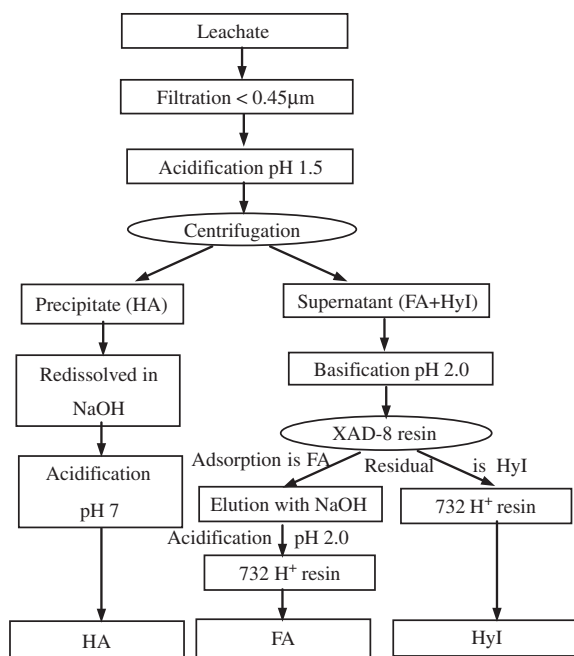 Leachate
Filtration < 0.45μm
Acidification pH 1.5
Centrifugation
Precipitate (HA)
Supernatant (FA+HyI)
Redissolved in
NaOH
Basification pH 2.0
XAD-8 resin
Adsorption is FA
Residual is HyI
Acidification
pH 7
Elution with NaOH
732 H⁺ resin
Acidification pH 2.0
732 H⁺ resin
HA
FA
HyI